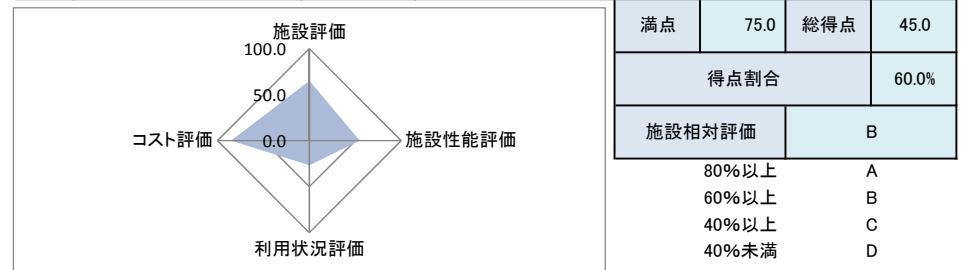 施設評価
100.0
50.0
0.0
コスト評価
施設性能評価
利用状況評価
満点 75.0 総得点 45.0
得点割合 60.0%
施設相対評価 B
80%以上 A
60%以上 B
40%以上 C
40%未満 D